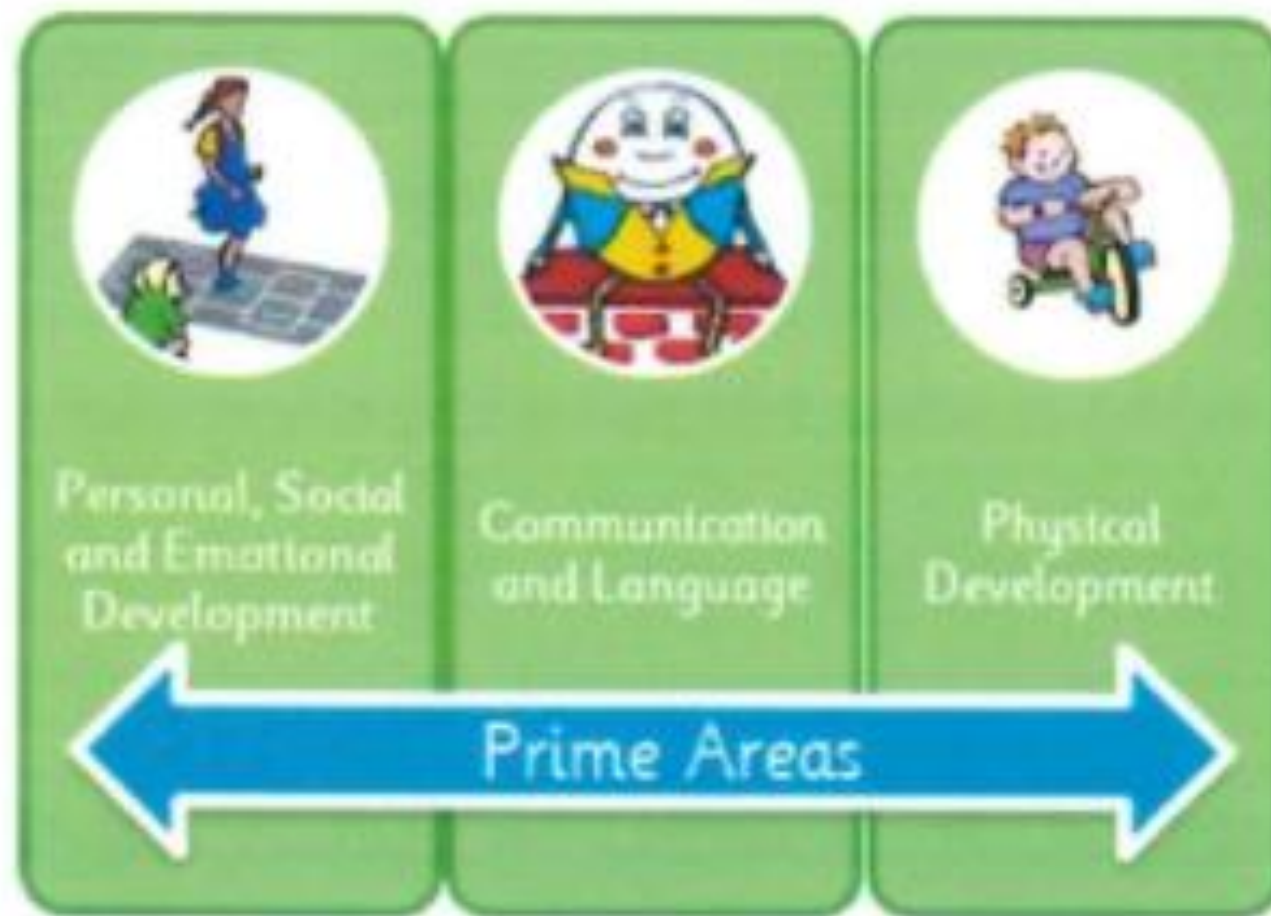 Personal, Social
and Emotional
Development
Communication
and Language
Physical
Development
Prime Areas